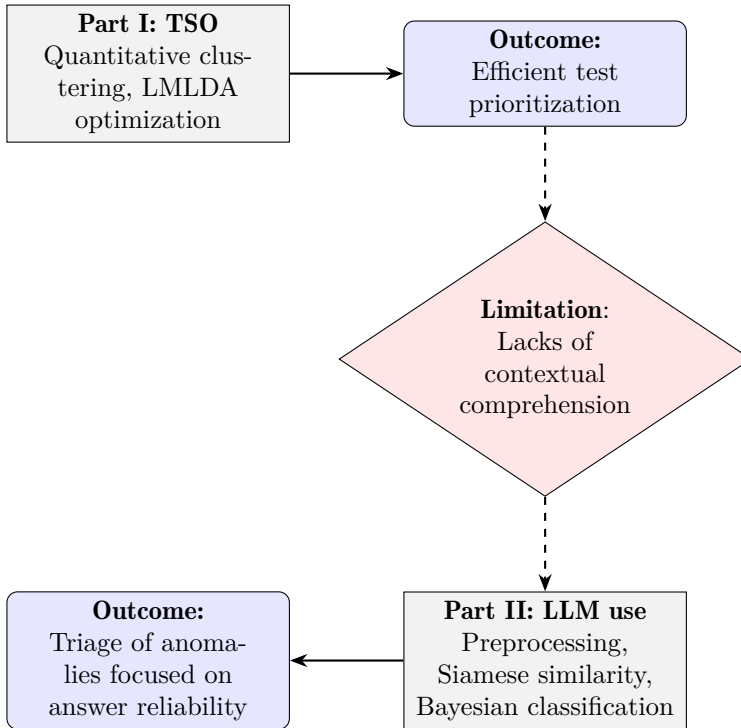 Part I: TSO
Quantitative clus-
tering, LMLDA
optimization
Outcome:
Efficient test
prioritization
Limitation:
Lacks of
contextual
comprehension
Outcome:
Triage of anoma-
lies focused on
answer reliability
Part II: LLM use
Preprocessing,
Siamese similarity,
Bayesian classification